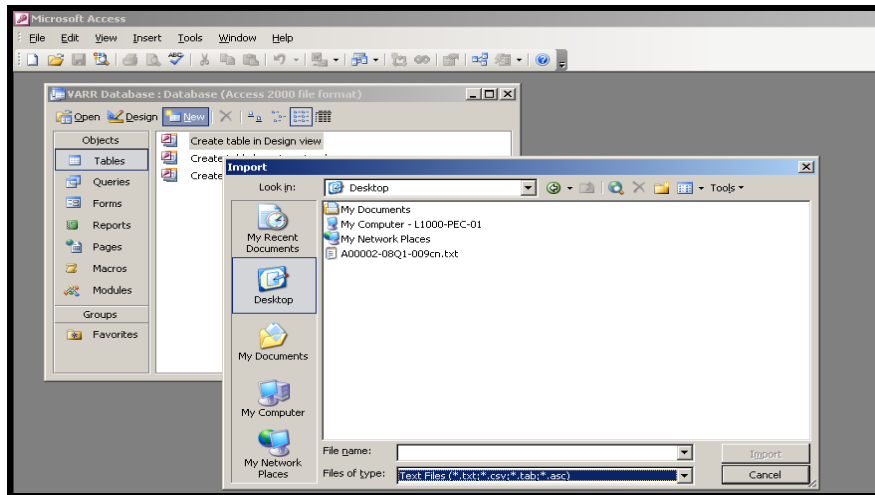 Microsoft Access
File Edit View Insert Tools Window Help
VARR Database : Database (Access 2000 file format)
Open Design New
Objects
Tables
Queries
Forms
Reports
Pages
Macros
Modules
Groups
Favorites
Create table in Design view
Create
Create
Import
Look in: Desktop Tools
My Recent Documents
Desktop
My Documents
My Computer
My Network Places
My Documents
My Computer - L1000-PEC-01
My Network Places
A00002-08Q1-009cn.txt
File name: Import
Files of type: Text Files (*.txt;*.csv;*.tab;*.asc) Cancel